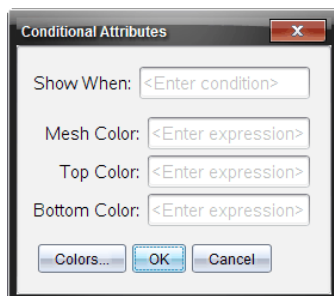 Conditional Attributes
Show When: <Enter condition>
Mesh Color: <Enter expression>
Top Color: <Enter expression>
Bottom Color: <Enter expression>
Colors... OK Cancel